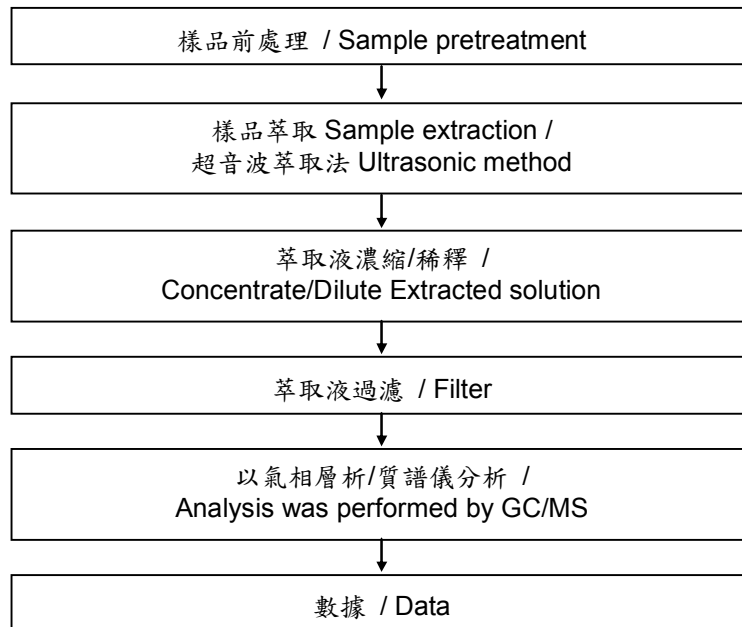 樣品前處理 / Sample pretreatment
樣品萃取 Sample extraction /
超音波萃取法 Ultrasonic method
萃取液濃縮/稀釋 /
Concentrate/Dilute Extracted solution
萃取液過濾 / Filter
以氣相層析/質譜儀分析 /
Analysis was performed by GC/MS
數據 / Data